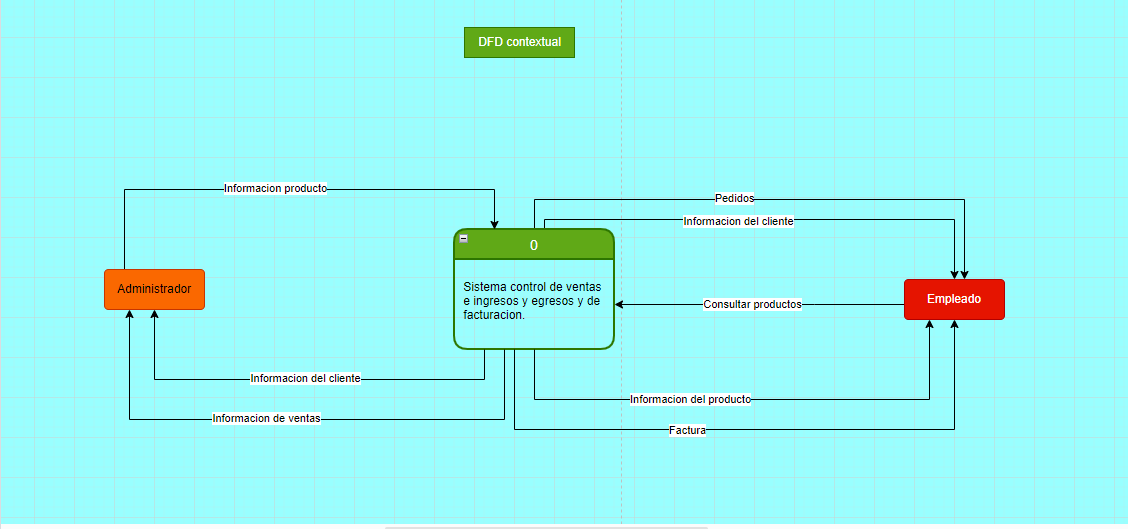 DFD contextual
Informacion producto
Pedidos
Informacion del cliente
0
Sistema control de ventas
e ingresos y egresos y de
facturacion.
Administrador
Consultar productos
Empleado
Informacion del cliente
Informacion del producto
Informacion de ventas
Factura